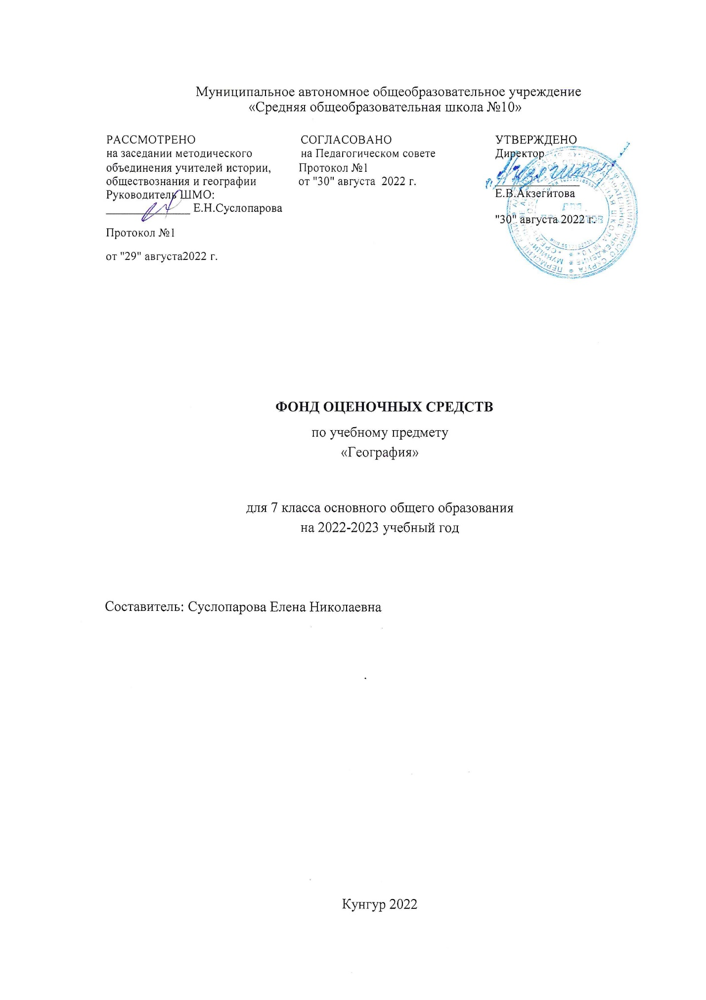 Муниципальное автономное общеобразовательное учреждение
«Средняя общеобразовательная школа №10»
РАССМОТРЕНО
на заседании методического
объединения учителей истории,
обществознания и географии
Руководитель ШМО:
Е.Н.Суслопарова
Протокол №1
от "29" августа2022 г.
СОГЛАСОВАНО
на Педагогическом совете
Протокол №1
от "30" августа 2022 г.
УТВЕРЖДЕНО
Директор
Е.В.Акзегитова
"30" августа 2022 г.
ФОНД ОЦЕНОЧНЫХ СРЕДСТВ
по учебному предмету
«География»
для 7 класса основного общего образования
на 2022-2023 учебный год
Составитель: Суслопарова Елена Николаевна
Кунгур 2022